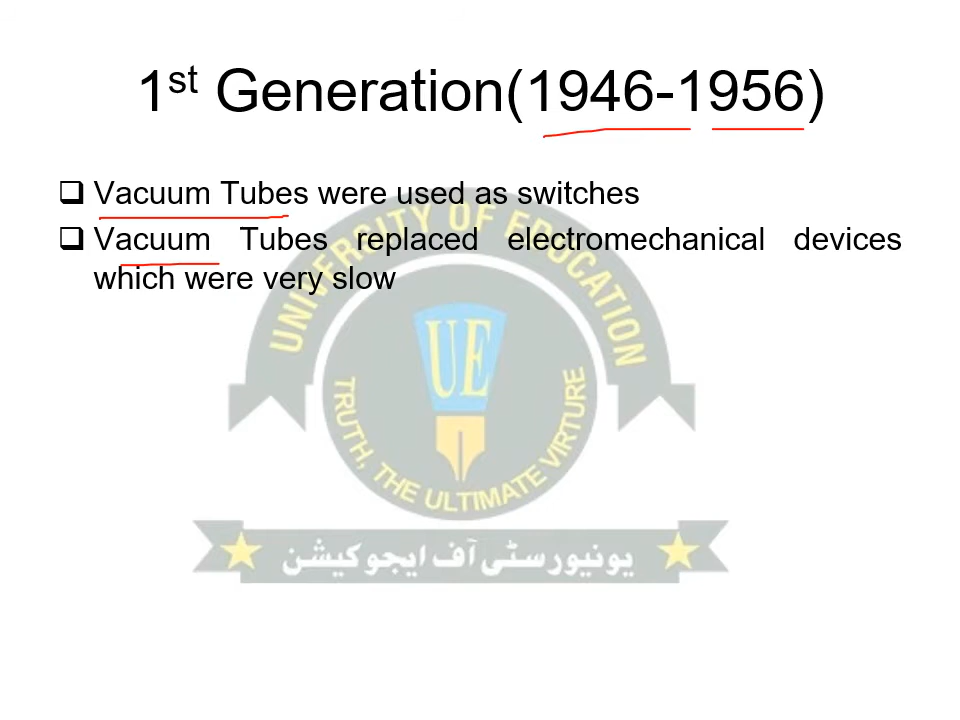 1st Generation(1946-1956)
Vacuum Tubes were used as switches
Vacuum Tubes replaced electromechanical devices
which were very slow
UNIVERSITY OF EDUCATION
UE
TRUTH, THE ULTIMATE VIRTURE
یونیورسٹی آف ایجوکیشن